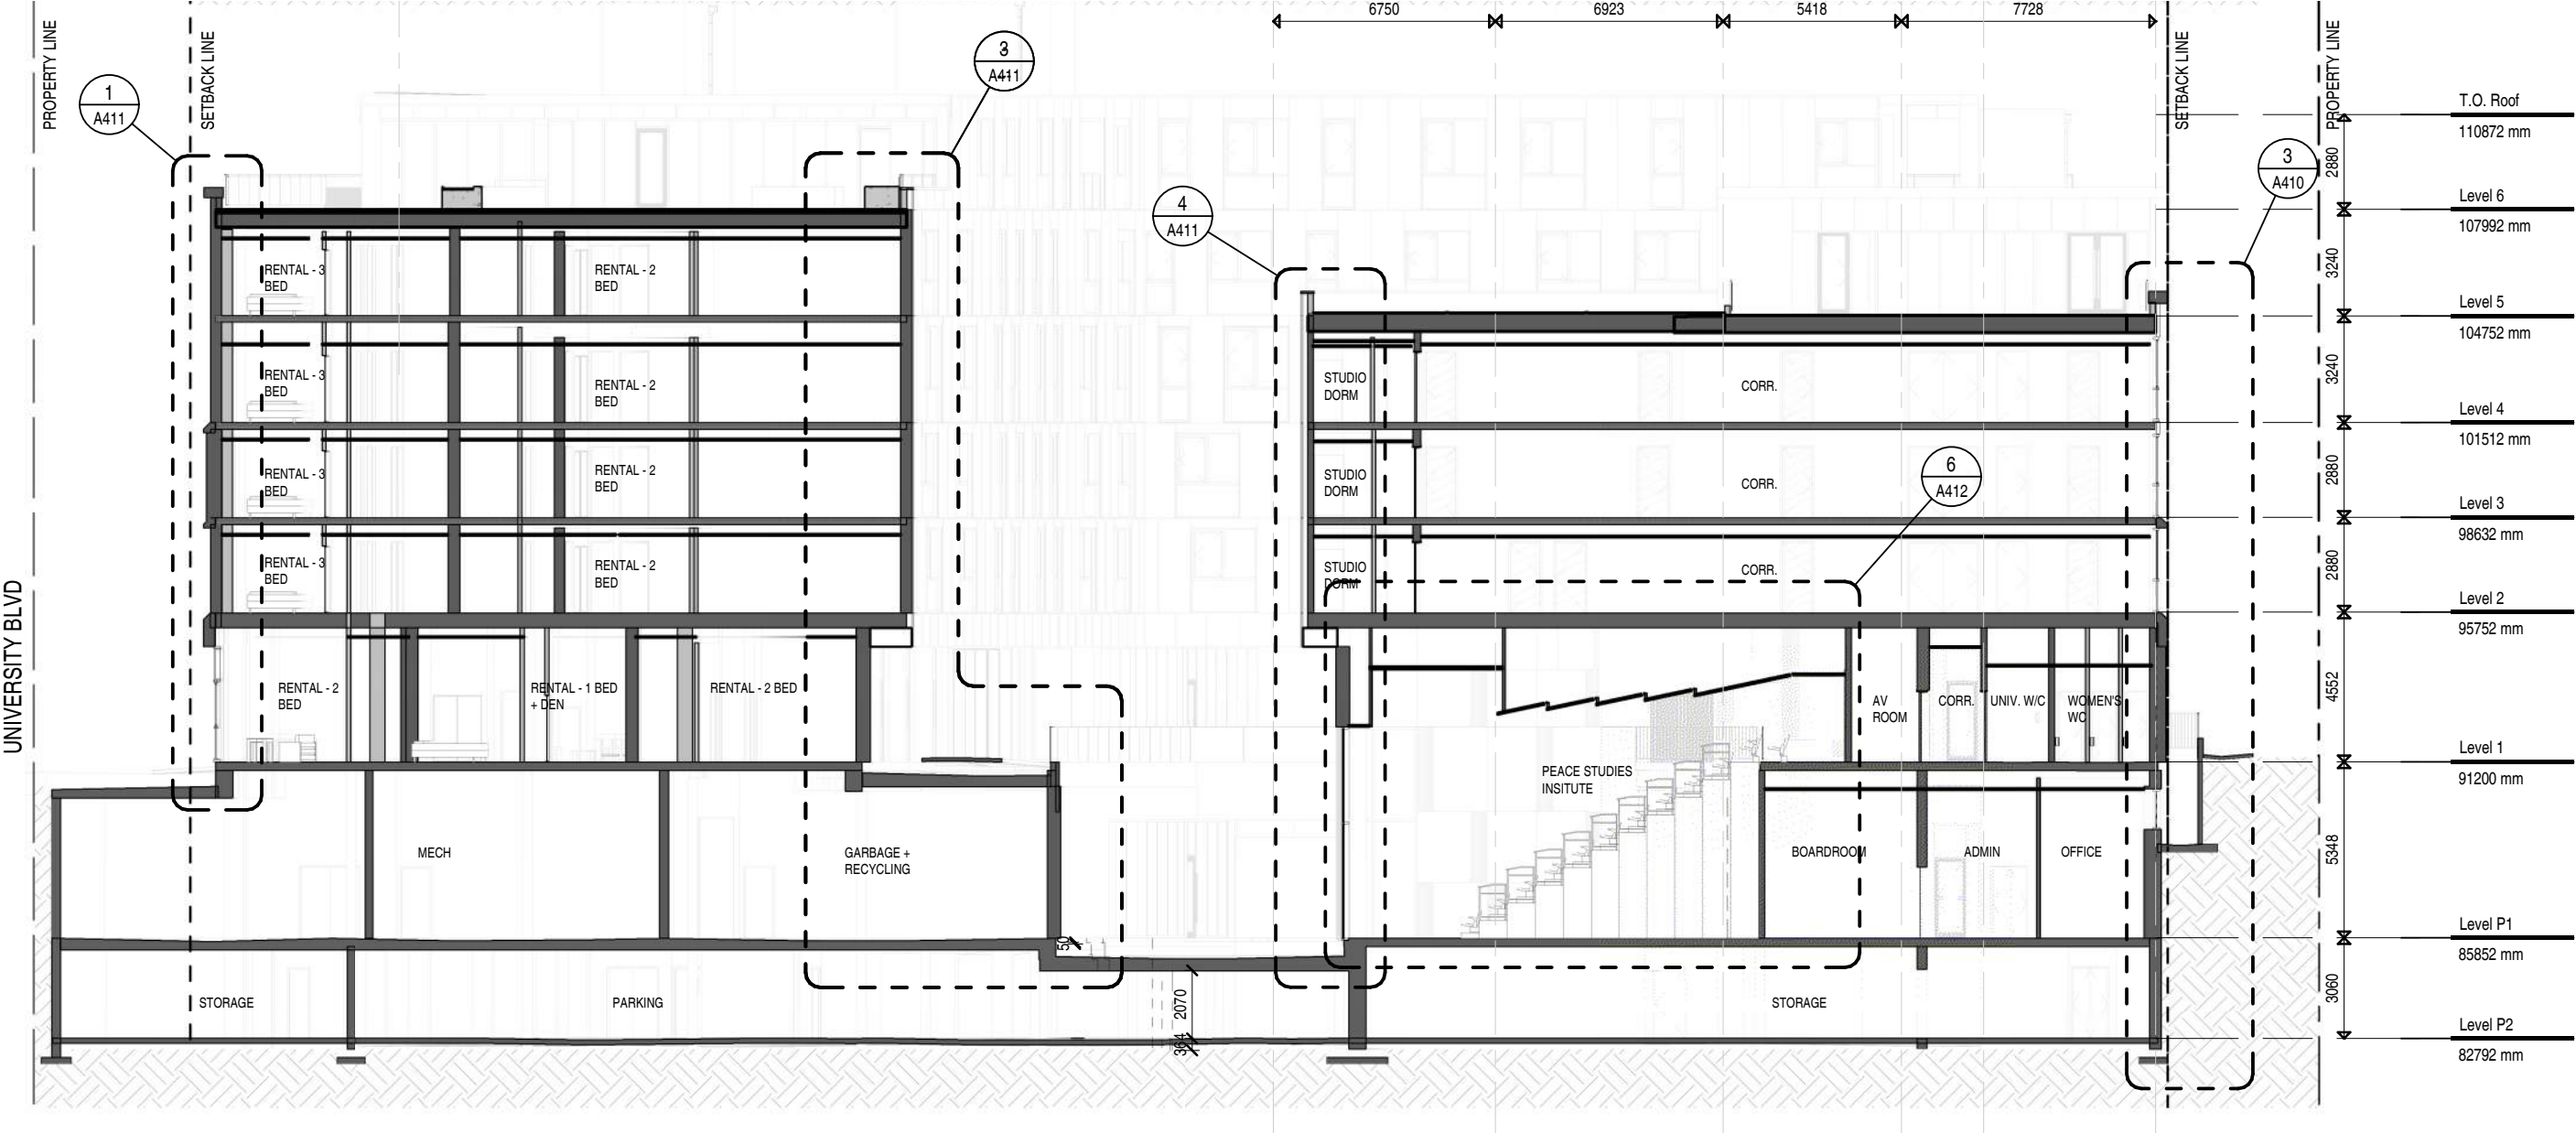 6750
6923
5418
7728
PROPERTY LINE
SETBACK LINE
SETBACK LINE
PROPERTY LINE
1
A411
3
A411
4
A411
3
A410
6
A412
T.O. Roof
110872 mm
2880
Level 6
107992 mm
3240
Level 5
104752 mm
3240
Level 4
101512 mm
2880
Level 3
98632 mm
2880
Level 2
95752 mm
4552
Level 1
91200 mm
5348
Level P1
85852 mm
3060
Level P2
82792 mm
RENTAL - 3
BED
RENTAL - 2
BED
RENTAL - 3
BED
RENTAL - 2
BED
RENTAL - 3
BED
RENTAL - 2
BED
RENTAL - 3
BED
RENTAL - 2
BED
STUDIO
DORM
CORR.
STUDIO
DORM
CORR.
STUDIO
DORM
CORR.
UNIVERSITY BLVD
RENTAL - 2
BED
RENTAL - 1 BED
+ DEN
RENTAL - 2 BED
AV
ROOM
CORR.
UNIV. W/C
WOMEN'S
WC
PEACE STUDIES
INSITUTE
MECH
GARBAGE +
RECYCLING
BOARDROOM
ADMIN
OFFICE
50
STORAGE
PARKING
2070
364
STORAGE